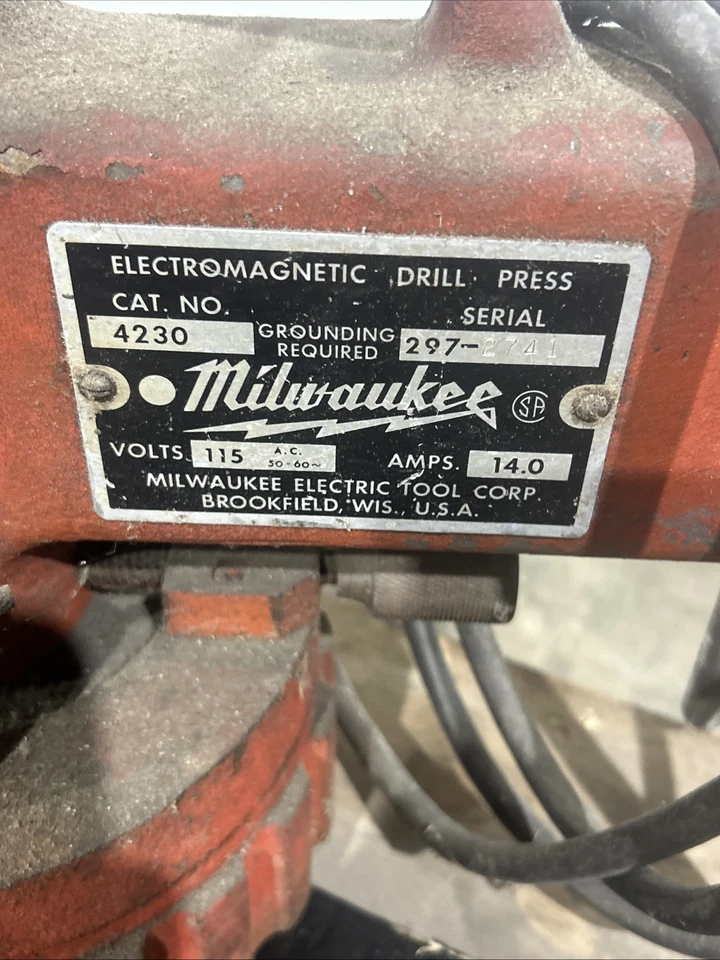 ELECTROMAGNETIC DRILL PRESS
CAT. NO. SERIAL
4230 GROUNDING REQUIRED 297-2741
Milwaukee SA
VOLTS. 115 A.C. 50-60~ AMPS. 14.0
MILWAUKEE ELECTRIC TOOL CORP.
BROOKFIELD, WIS., U.S.A.